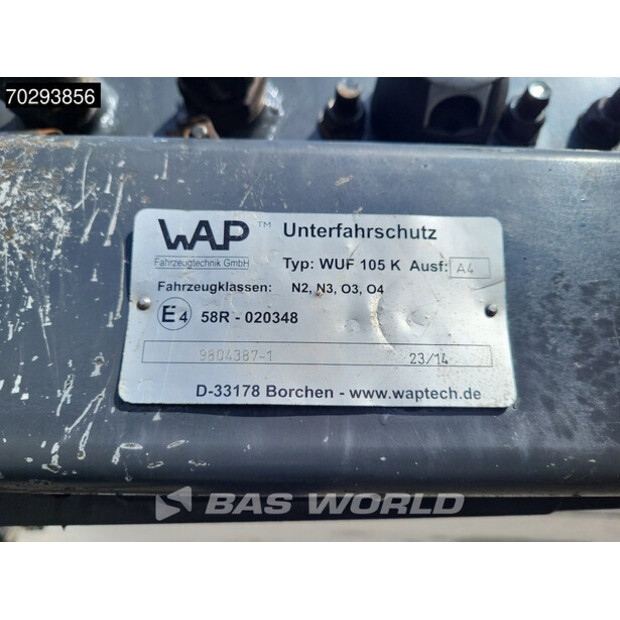 70293856
WAP™ Unterfahrschutz
Fahrzeugtechnik GmbH Typ: WUF 105 K Ausf: A4
Fahrzeugklassen: N2, N3, O3, O4
E4 58R - 020348
9804387-1 23/14
D-33178 Borchen - www.waptech.de
BAS WORLD